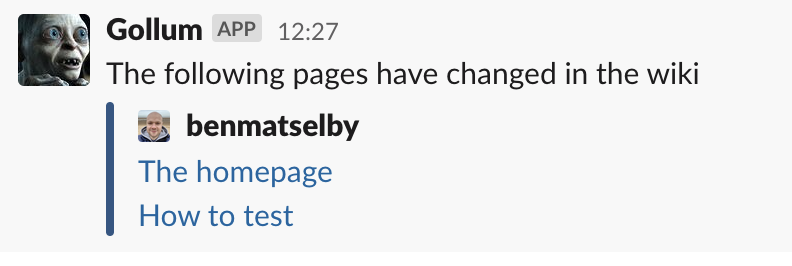 Gollum APP 12:27
The following pages have changed in the wiki
benmatselby
The homepage
How to test